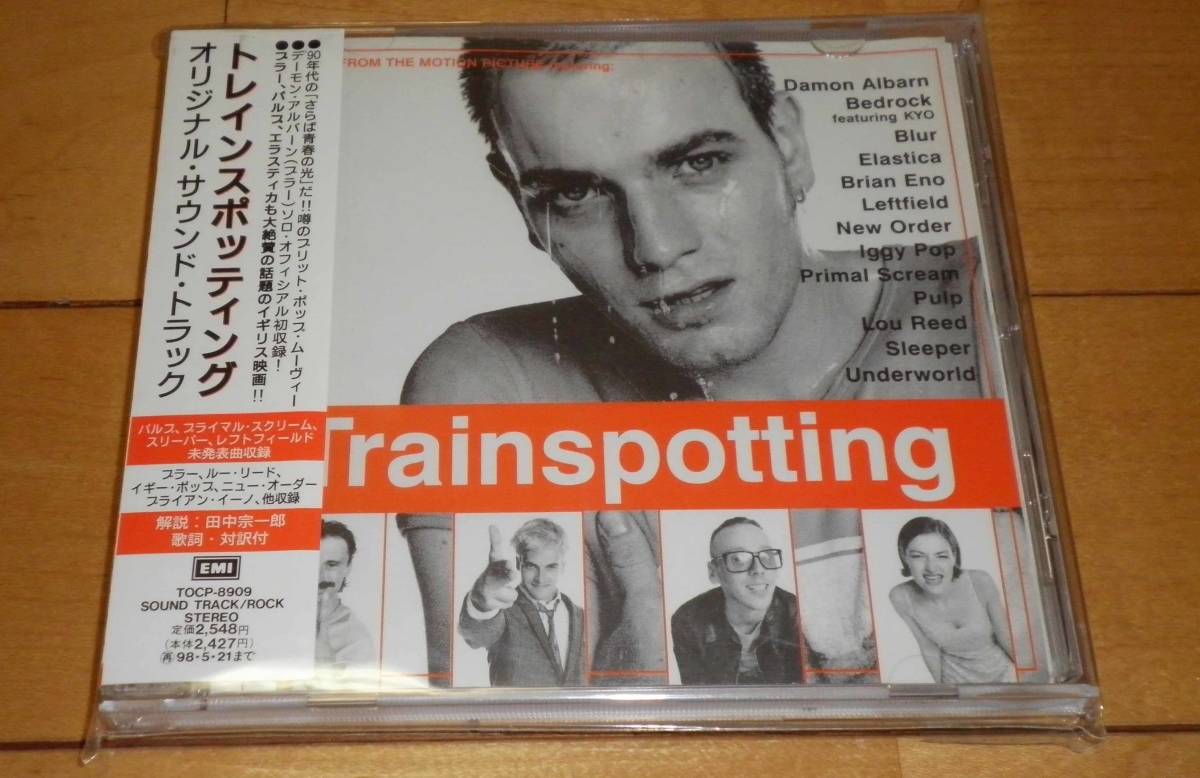 トレインスポッティング
オリジナル・サウンド・トラック
●90年代の「さらば青春の光」だ!!噂のブリット・ポップ・ムーヴィー
●デーモン・アルバーン(ブラー)ソロ・オフィシアル初収録!
●ブラー、パルプ、エラスティカも大絶賛の話題のイギリス映画!!
パルプ、プライマル・スクリーム、
スリーパー、レフトフィールド
未発表曲収録
ブラー、ルー・リード、
イギー・ポップ、ニュー・オーダー
ブライアン・イーノ、他収録
解説:田中宗一郎
歌詞・対訳付
EMI
TOCP-8909
SOUND TRACK/ROCK
STEREO
定価2,548円
(本体2,427円)
再98・5・21まで
FROM THE MOTION PICTURE featuring:
Damon Albarn
Bedrock
featuring KYO
Blur
Elastica
Brian Eno
Leftfield
New Order
Iggy Pop
Primal Scream
Pulp
Lou Reed
Sleeper
Underworld
Trainspotting